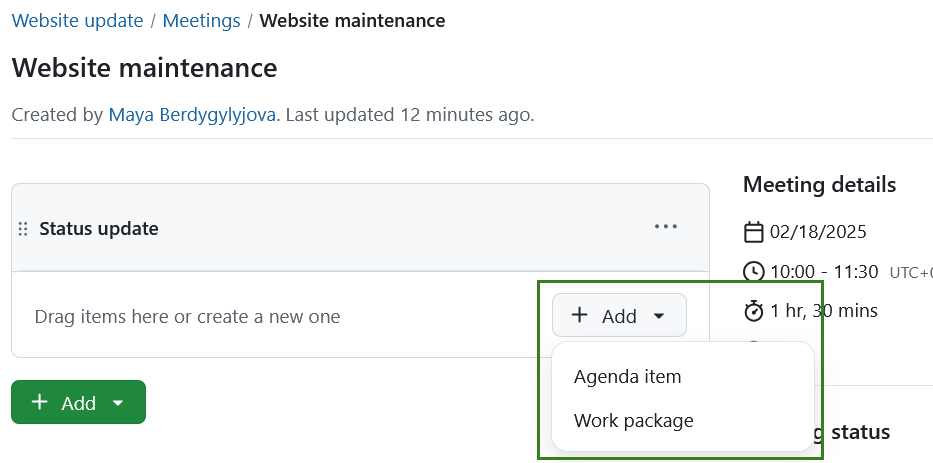 Website update / Meetings / Website maintenance
Website maintenance
Created by Maya Berdygylyjova. Last updated 12 minutes ago.
Status update
Drag items here or create a new one
Add
Agenda item
Work package
Add
Meeting details
02/18/2025
10:00 - 11:30 UTC+
1 hr, 30 mins
status